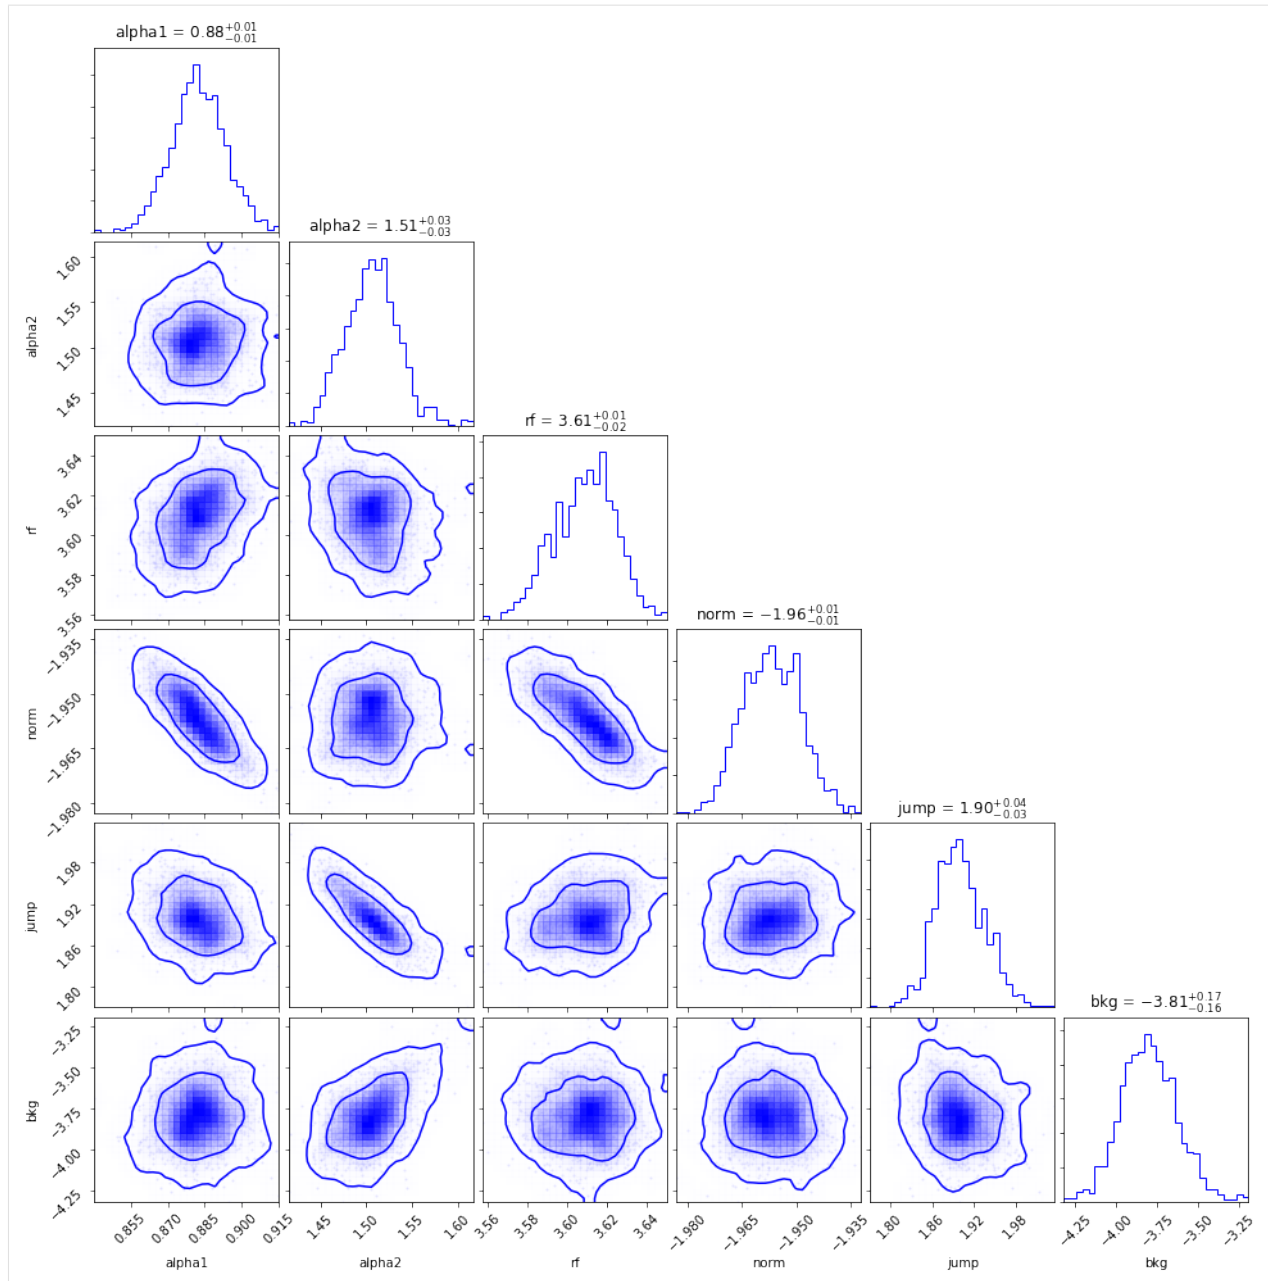 alpha1 = 0.88+0.01−0.01
alpha2 = 1.51+0.03−0.03
1.60
1.55
1.50
1.45
alpha2
rf = 3.61+0.01−0.02
3.64
3.62
3.60
3.58
3.56
rf
norm = −1.96+0.01−0.01
−1.935
−1.950
−1.965
−1.980
norm
jump = 1.90+0.04−0.03
1.98
1.92
1.86
1.80
jump
bkg = −3.81+0.17−0.16
−3.25
−3.50
−3.75
−4.00
−4.25
bkg
0.855 0.870 0.885 0.900 0.915 1.45 1.50 1.55 1.60 3.56 3.58 3.60 3.62 3.64 −1.980 −1.965 −1.950 −1.935 1.80 1.86 1.92 1.98 −4.25 −4.00 −3.75 −3.50 −3.25
alpha1 alpha2 rf norm jump bkg